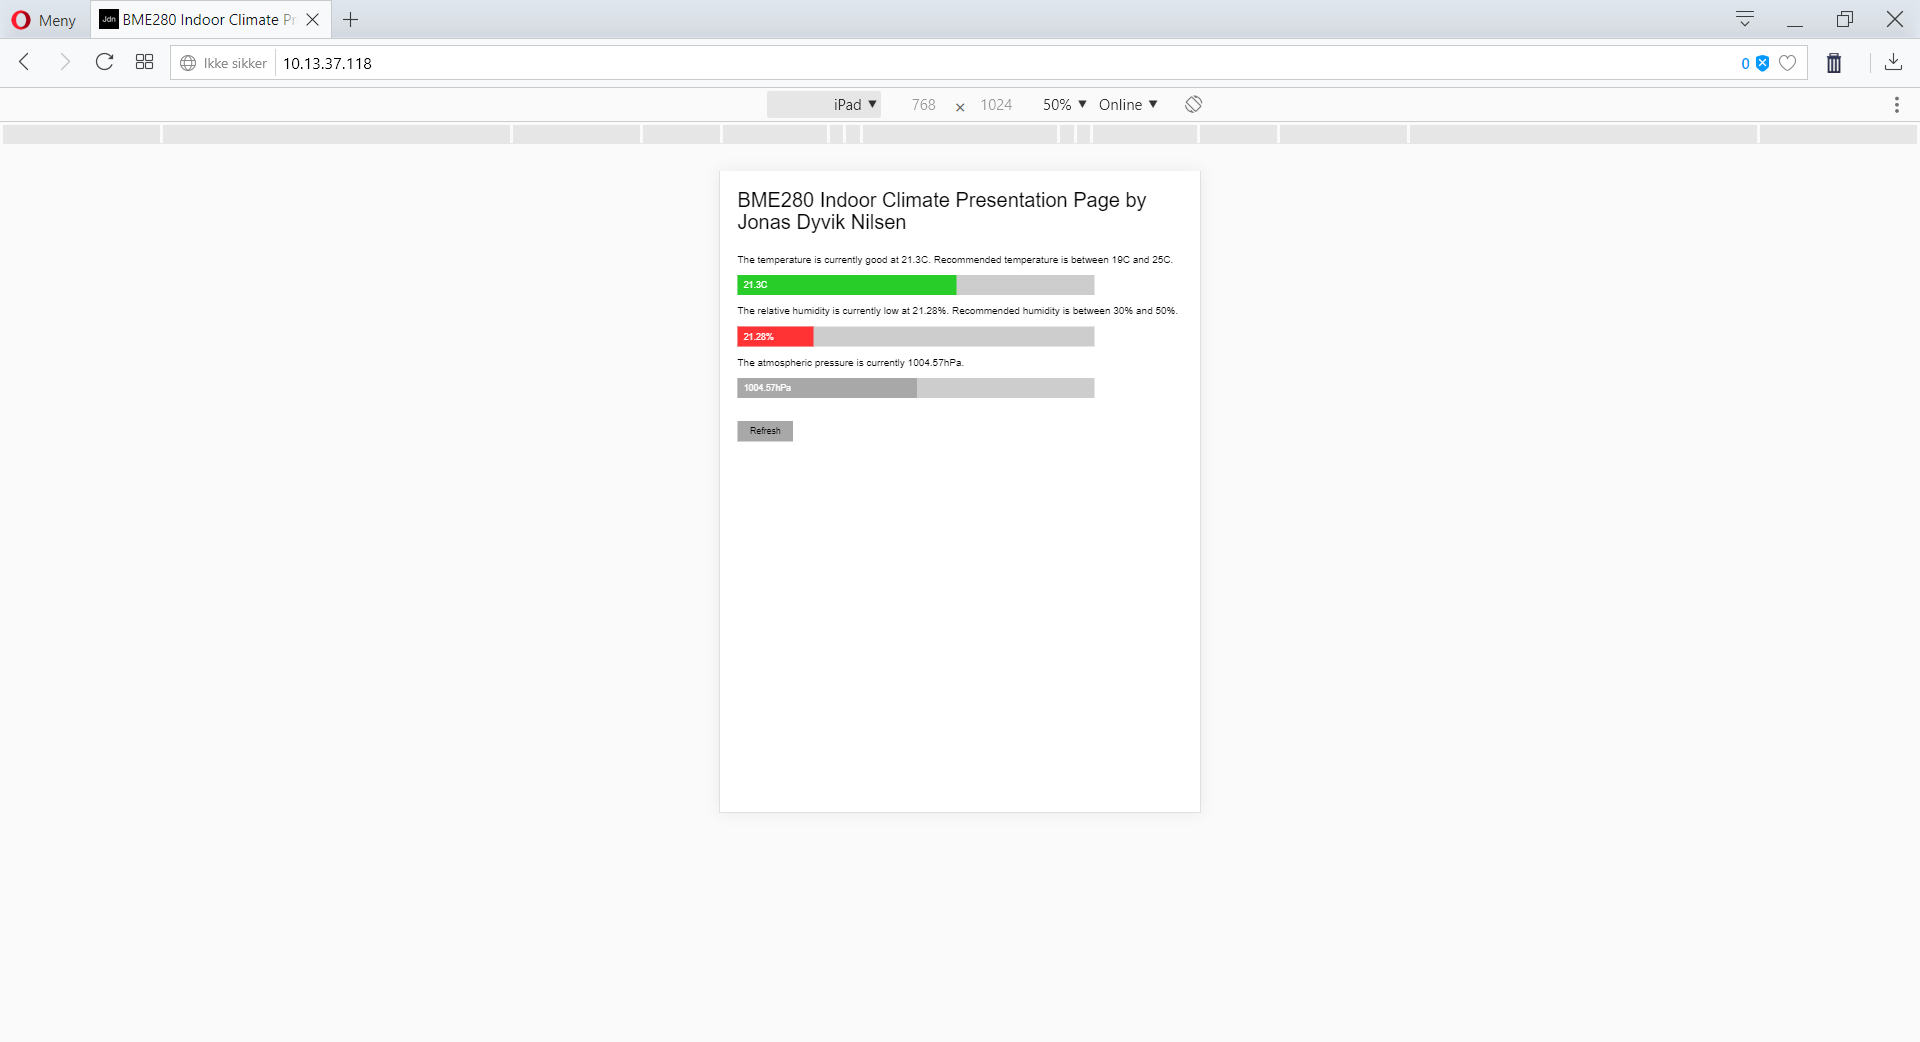 Meny
Jdn
BME280 Indoor Climate Pr
Ikke sikker
10.13.37.118
0
iPad
768
1024
50%
Online
BME280 Indoor Climate Presentation Page by
Jonas Dyvik Nilsen
The temperature is currently good at 21.3C. Recommended temperature is between 19C and 25C.
21.3C
The relative humidity is currently low at 21.28%. Recommended humidity is between 30% and 50%.
21.28%
The atmospheric pressure is currently 1004.57hPa.
1004.57hPa
Refresh